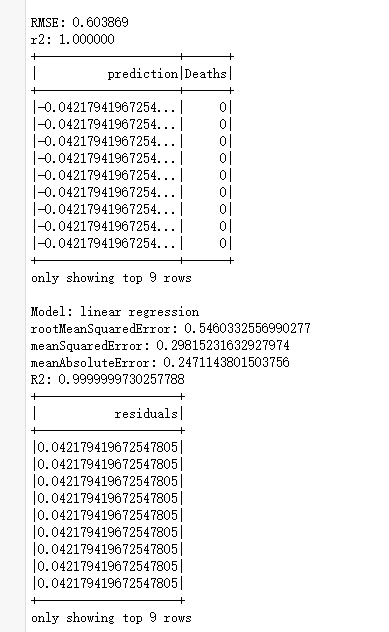 RMSE: 0.603869
r2: 1.000000
+--------------------+------+
|          prediction|Deaths|
+--------------------+------+
|-0.04217941967254...|     0|
|-0.04217941967254...|     0|
|-0.04217941967254...|     0|
|-0.04217941967254...|     0|
|-0.04217941967254...|     0|
|-0.04217941967254...|     0|
|-0.04217941967254...|     0|
|-0.04217941967254...|     0|
|-0.04217941967254...|     0|
+--------------------+------+
only showing top 9 rows
Model: linear regression
rootMeanSquaredError: 0.5460332556990277
meanSquaredError: 0.29815231632927974
meanAbsoluteError: 0.2471143801503756
R2: 0.9999999730257788
+--------------------+
|           residuals|
+--------------------+
|0.042179419672547805|
|0.042179419672547805|
|0.042179419672547805|
|0.042179419672547805|
|0.042179419672547805|
|0.042179419672547805|
|0.042179419672547805|
|0.042179419672547805|
|0.042179419672547805|
+--------------------+
only showing top 9 rows